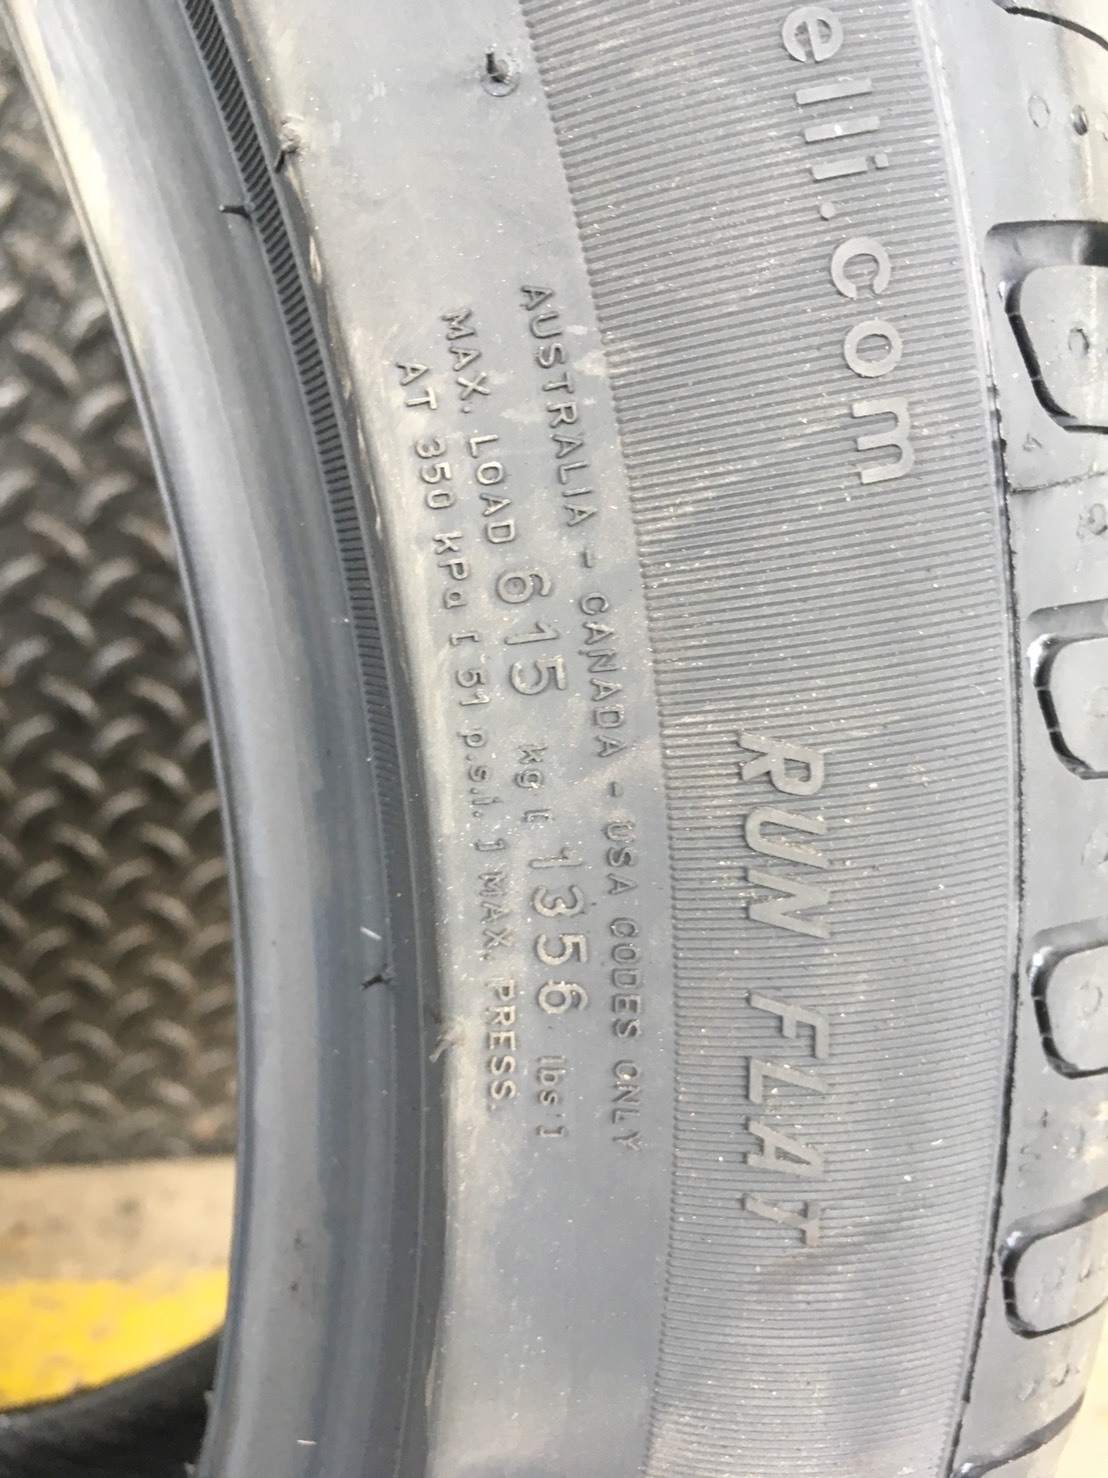 elli.com
RUN FLAT
AUSTRALIA - CANADA - USA CODES ONLY
MAX. LOAD 615 kg [ 1356 lbs.]
AT 350 kPa [ 51 p.s.i. ] MAX. PRESS.